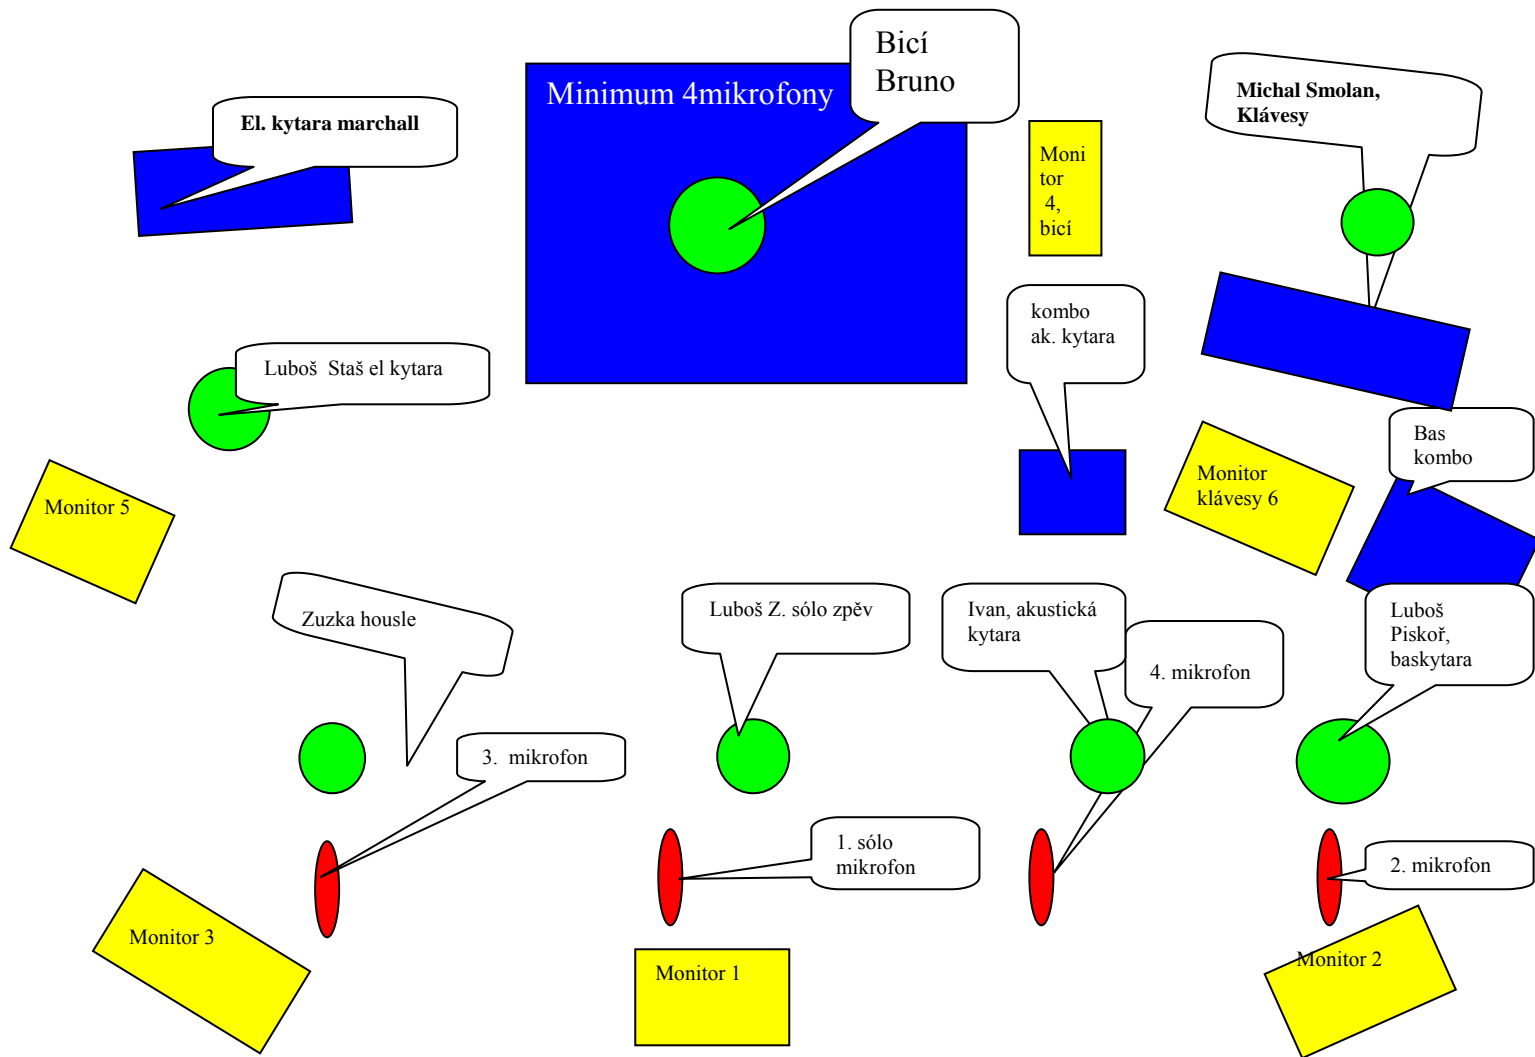 Bicí
Bruno
Minimum 4mikrofony
Michal Smolan,
Klávesy
El. kytara marchall
Moni
tor
4,
bicí
kombo
ak. kytara
Luboš  Staš el kytara
Bas
kombo
Monitor
klávesy 6
Monitor 5
Zuzka housle
Luboš Z. sólo zpěv
Ivan, akustická
kytara
4. mikrofon
Luboš
Piskoř,
baskytara
3.  mikrofon
1. sólo
mikrofon
2. mikrofon
Monitor 3
Monitor 1
Monitor 2